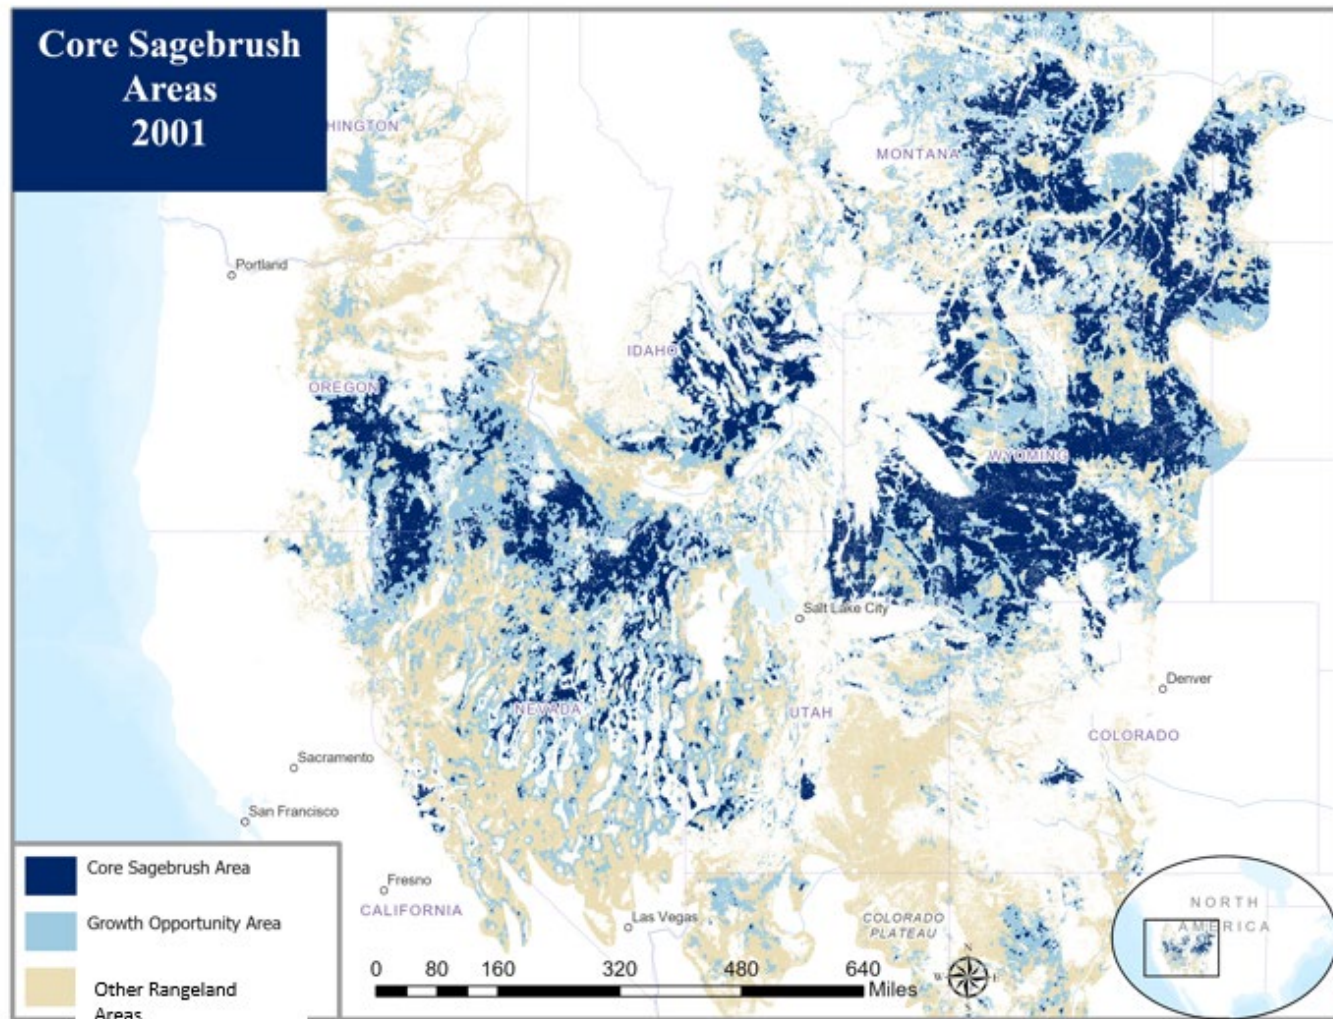 Core Sagebrush
Areas
2001
HINGTON
MONTANA
Portland
IDAHO
OREGON
WYOMING
Salt Lake City
Denver
NEVADA
UTAH
COLORADO
Sacramento
San Francisco
Fresno
CALIFORNIA
Las Vegas
COLORADO
PLATEAU
Core Sagebrush Area
Growth Opportunity Area
Other Rangeland
Areas
0 80 160 320 480 640
Miles
N
W E
NORTH
AMERICA